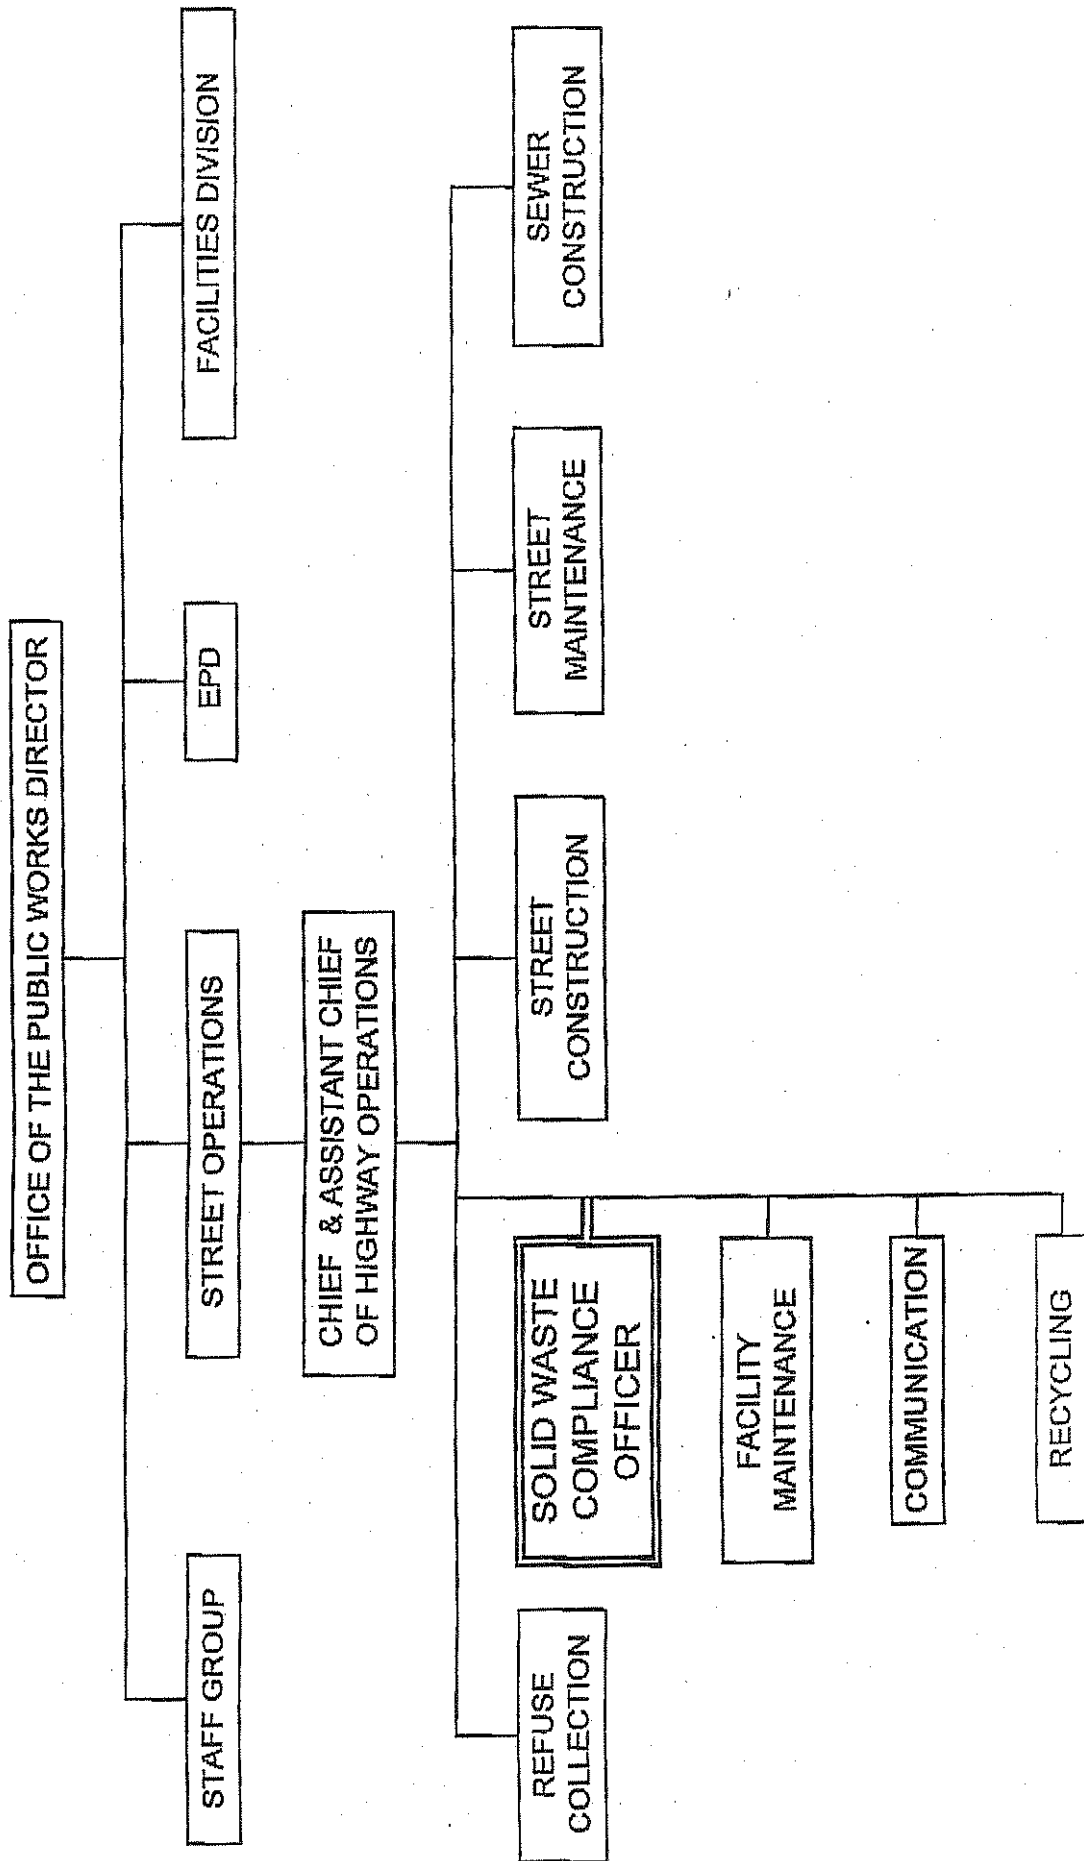 OFFICE OF THE PUBLIC WORKS DIRECTOR
STAFF GROUP
STREET OPERATIONS
EPD
FACILITIES DIVISION
CHIEF & ASSISTANT CHIEF
OF HIGHWAY OPERATIONS
REFUSE
COLLECTION
SOLID WASTE
COMPLIANCE
OFFICER
STREET
CONSTRUCTION
STREET
MAINTENANCE
SEWER
CONSTRUCTION
FACILITY
MAINTENANCE
COMMUNICATION
RECYCLING